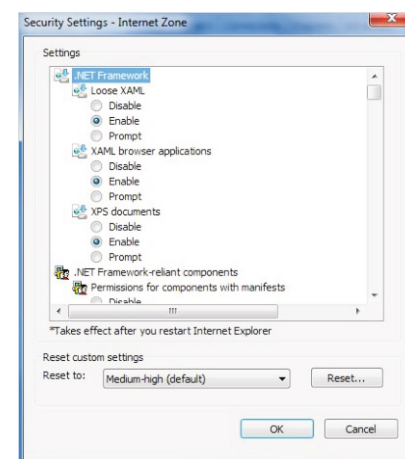 Security Settings - Internet Zone
Settings
.NET Framework
Loose XAML
Disable
Enable
Prompt
XAML browser applications
Disable
Enable
Prompt
XPS documents
Disable
Enable
Prompt
.NET Framework-reliant components
Permissions for components with manifests
Disable
*Takes effect after you restart Internet Explorer
Reset custom settings
Reset to: Medium-high (default) Reset...
OK Cancel